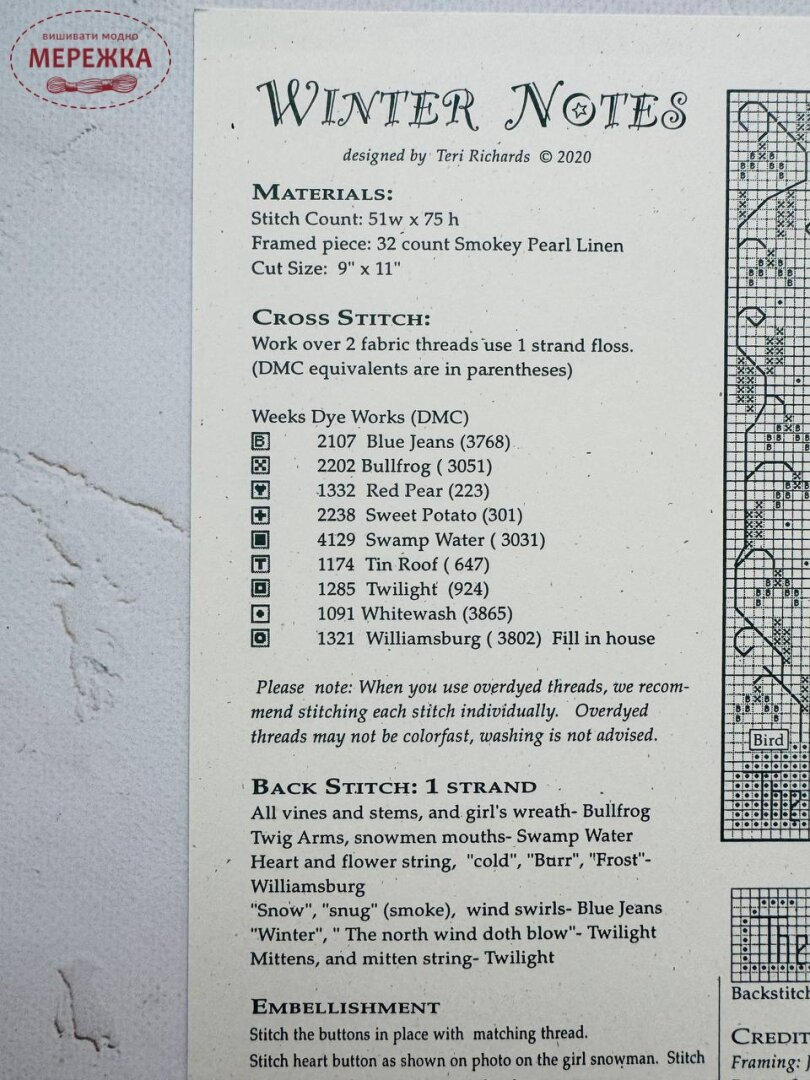 вишивати модно
МЕРЕЖКА
WINTER NOTES
designed by Teri Richards © 2020
MATERIALS:
Stitch Count: 51w x 75 h
Framed piece: 32 count Smokey Pearl Linen
Cut Size: 9" x 11"
CROSS STITCH:
Work over 2 fabric threads use 1 strand floss.
(DMC equivalents are in parentheses)
Weeks Dye Works (DMC)
B 2107 Blue Jeans (3768)
2202 Bullfrog ( 3051)
1332 Red Pear (223)
2238 Sweet Potato (301)
4129 Swamp Water ( 3031)
T 1174 Tin Roof ( 647)
1285 Twilight (924)
1091 Whitewash (3865)
1321 Williamsburg ( 3802) Fill in house
Please note: When you use overdyed threads, we recom-
mend stitching each stitch individually. Overdyed
threads may not be colorfast, washing is not advised.
BACK STITCH: 1 STRAND
All vines and stems, and girl's wreath- Bullfrog
Twig Arms, snowmen mouths- Swamp Water
Heart and flower string, "cold", "Burr", "Frost"-
Williamsburg
"Snow", "snug" (smoke), wind swirls- Blue Jeans
"Winter", " The north wind doth blow"- Twilight
Mittens, and mitten string- Twilight
EMBELLISHMENT
Stitch the buttons in place with matching thread.
Stitch heart button as shown on photo on the girl snowman. Stitch
Bird
The
The
Backstitch
CREDIT
Framing: